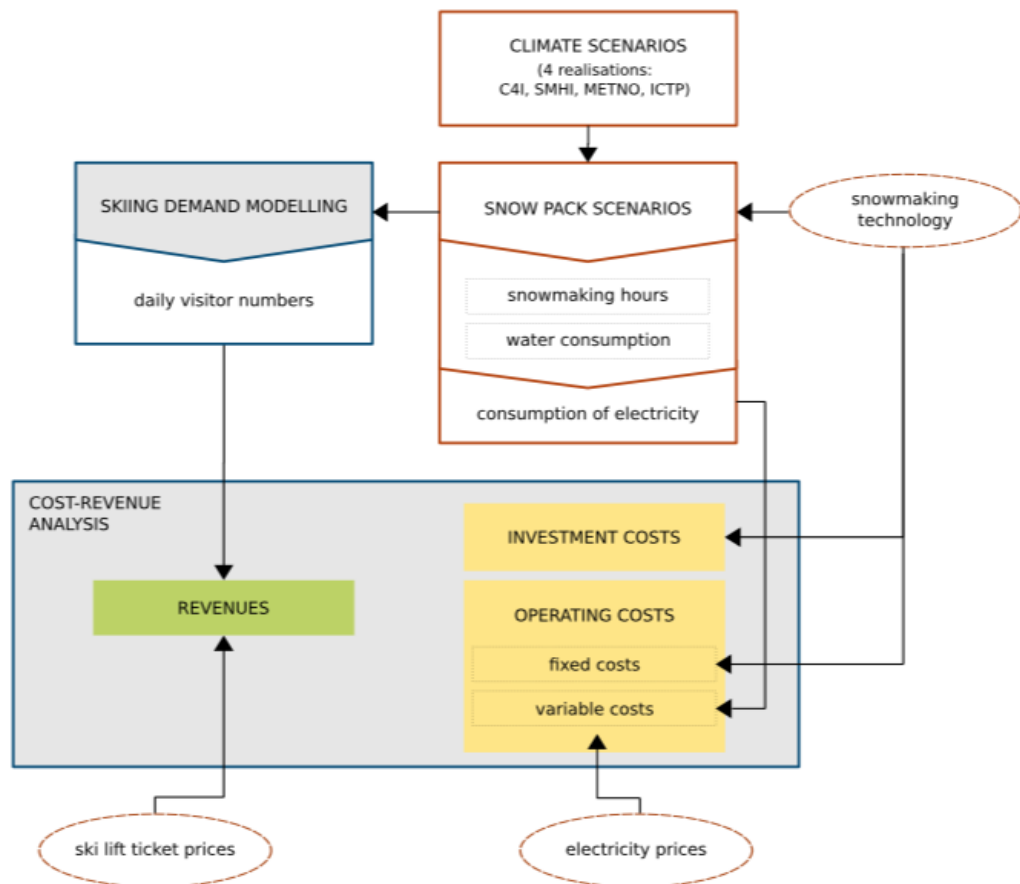 CLIMATE SCENARIOS
(4 realisations:
C4I, SMHI, METNO, ICTP)
SKIING DEMAND MODELLING
SNOW PACK SCENARIOS
snowmaking
technology
daily visitor numbers
snowmaking hours
water consumption
consumption of electricity
COST-REVENUE
ANALYSIS
INVESTMENT COSTS
REVENUES
OPERATING COSTS
fixed costs
variable costs
ski lift ticket prices
electricity prices